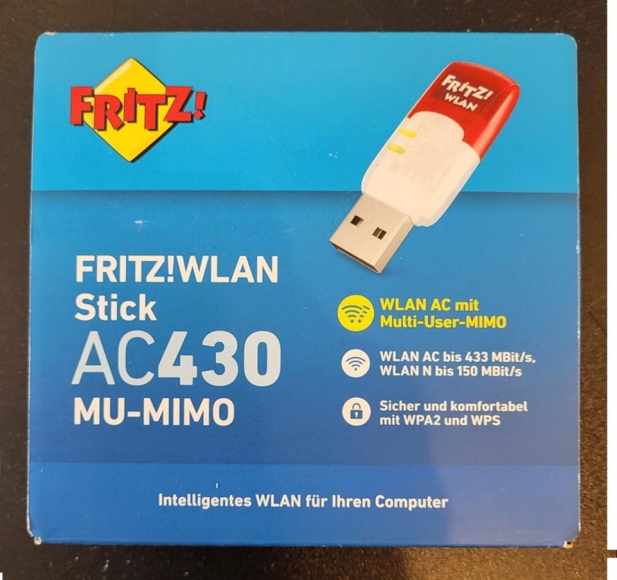 FRITZ!
FRITZ!
WLAN
FRITZ!WLAN
Stick
AC430
MU-MIMO
WLAN AC mit
Multi-User-MIMO
WLAN AC bis 433 MBit/s,
WLAN N bis 150 MBit/s
Sicher und komfortabel
mit WPA2 und WPS
Intelligentes WLAN für Ihren Computer